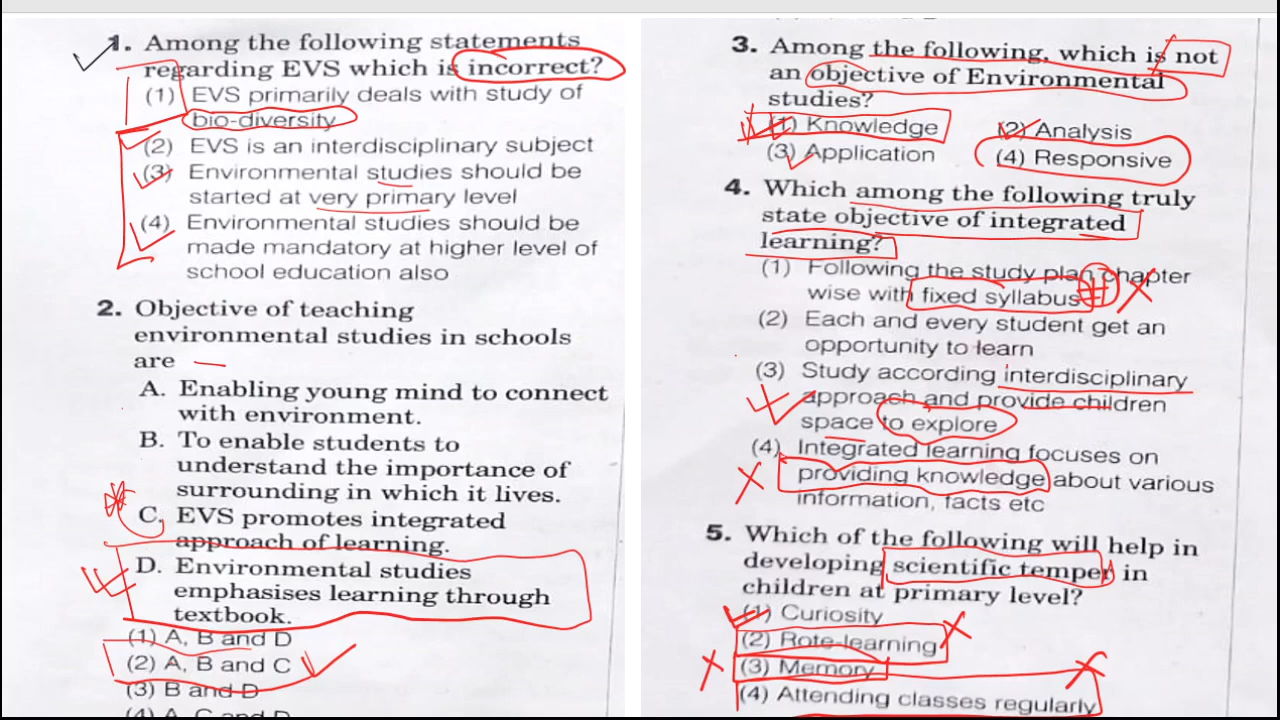 1. Among the following statements
regarding EVS which is incorrect?
(1) EVS primarily deals with study of
bio-diversity
(2) EVS is an interdisciplinary subject
(3) Environmental studies should be
started at very primary level
(4) Environmental studies should be
made mandatory at higher level of
school education also
2. Objective of teaching
environmental studies in schools
are
A. Enabling young mind to connect
with environment.
B. To enable students to
understand the importance of
surrounding in which it lives.
C. EVS promotes integrated
approach of learning.
D. Environmental studies
emphasises learning through
textbook.
(1) A, B and D
(2) A, B and C
(3) B and D
(4) A, C and D
3. Among the following, which is not
an objective of Environmental
studies?
(1) Knowledge (2) Analysis
(3) Application (4) Responsive
4. Which among the following truly
state objective of integrated
learning?
(1) Following the study plan chapter
wise with fixed syllabus
(2) Each and every student get an
opportunity to learn
(3) Study according interdisciplinary
approach and provide children
space to explore
(4) Integrated learning focuses on
providing knowledge about various
information, facts etc
5. Which of the following will help in
developing scientific temper in
children at primary level?
(1) Curiosity
(2) Rote-learning
(3) Memory
(4) Attending classes regularly